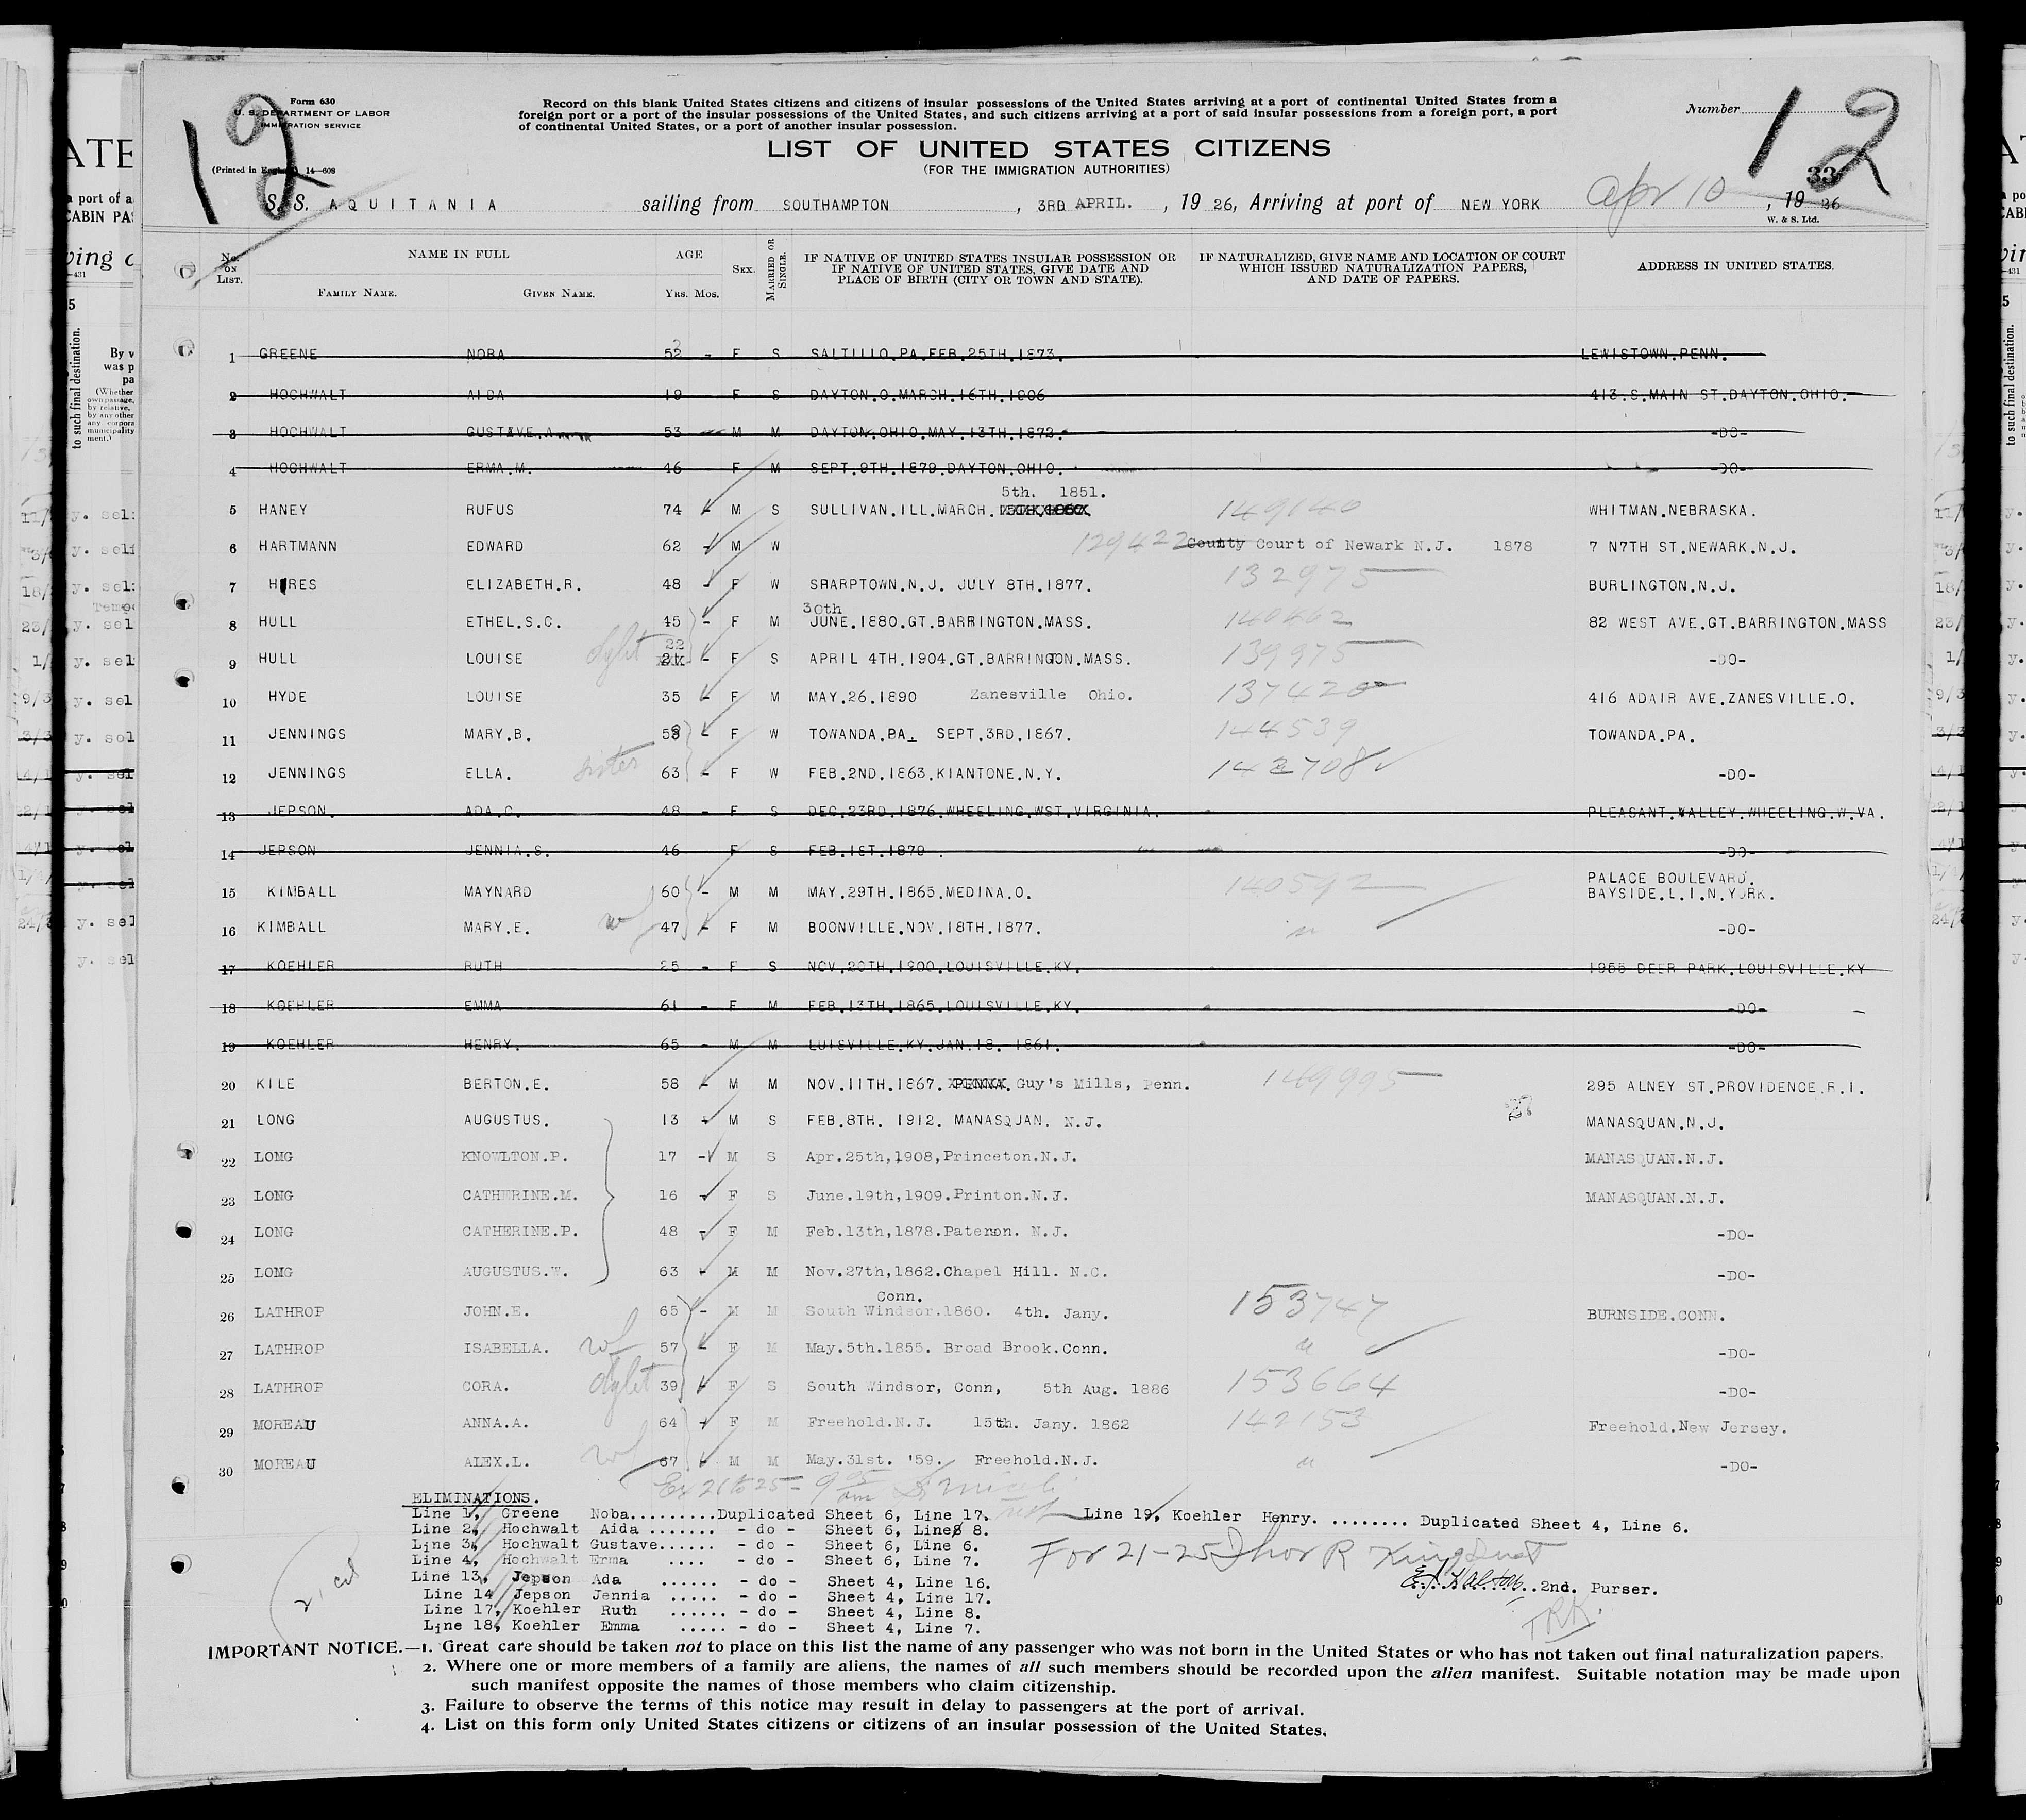 12
Form 630
U. S. DEPARTMENT OF LABOR
IMMIGRATION SERVICE
(Printed in England) 14—608
Record on this blank United States citizens and citizens of insular possessions of the United States arriving at a port of continental United States from a
foreign port or a port of the insular possessions of the United States, and such citizens arriving at a port of said insular possessions from a foreign port, a port
of continental United States, or a port of another insular possession.
Number 12
LIST OF UNITED STATES CITIZENS
(FOR THE IMMIGRATION AUTHORITIES)
33
S. S. AQUITANIA sailing from SOUTHAMPTON, 3RD APRIL., 1926, Arriving at port of NEW YORK Apr 10, 1926
W. & S. Ltd.
No. ON LIST. NAME IN FULL FAMILY NAME. GIVEN NAME. AGE YRS. MOS. SEX. MARRIED OR SINGLE. IF NATIVE OF UNITED STATES INSULAR POSSESSION OR IF NATIVE OF UNITED STATES, GIVE DATE AND PLACE OF BIRTH (CITY OR TOWN AND STATE). IF NATURALIZED, GIVE NAME AND LOCATION OF COURT WHICH ISSUED NATURALIZATION PAPERS, AND DATE OF PAPERS. ADDRESS IN UNITED STATES.
1 GREENE NORA 52 - F S SALTILLO.PA.FEB.25TH.1873. LEWISTOWN.PENN.
2 HOCHWALT AIDA 19 F S DAYTON.O.MARCH.16TH.1906 413.S.MAIN ST.DAYTON.OHIO.
3 HOCHWALT GUSTAVE.A. 53 - M M DAYTON.OHIO.MAY.13TH.1872. -DO-
4 HOCHWALT ERMA.M. 46 F M SEPT.9TH.1879.DAYTON.OHIO. -DO-
5th. 1851.
5 HANEY RUFUS 74 - M S SULLIVAN.ILL.MARCH. 149140 WHITMAN.NEBRASKA.
6 HARTMANN EDWARD 62 - M W 129422 County Court of Newark N.J. 1878 7 N7TH ST.NEWARK.N.J.
7 HIRES ELIZABETH.R. 48 - F W SHARPTOWN.N.J. JULY 8TH.1877. 132975 BURLINGTON.N.J.
30th
8 HULL ETHEL.S.C. 45 - F M JUNE.1880.GT.BARRINGTON.MASS. 140462 82 WEST AVE.GT.BARRINGTON.MASS
22
9 HULL LOUISE dght 21 - F S APRIL 4TH.1904.GT.BARRINGTON.MASS. 139975 -DO-
10 HYDE LOUISE 35 - F M MAY.26.1890 Zanesville Ohio. 137420 416 ADAIR AVE.ZANESVILLE.O.
11 JENNINGS MARY.B. 58 - F W TOWANDA.PA. SEPT.3RD.1867. 144539 TOWANDA.PA.
12 JENNINGS ELLA. sister 63 - F W FEB.2ND.1863.KIANTONE.N.Y. 142708 -DO-
13 JEPSON. ADA.C. 48 - F S DEC.23RD.1876.WHEELING.WST.VIRGINIA. PLEASANT.VALLEY.WHEELING.W.VA.
14 JEPSON JENNIA.S. 46 - F S FEB.1ST.1879. -DO-
15 KIMBALL MAYNARD 60 - M M MAY.29TH.1865.MEDINA.O. 140592 PALACE BOULEVARD.
BAYSIDE.L.I.N.YORK.
16 KIMBALL MARY.E. wf 47 - F M BOONVILLE.NOV.18TH.1877. " -DO-
17 KOEHLER RUTH 25 - F S NOV.20TH.1900.LOUISVILLE.KY. 1955 DEER PARK.LOUISVILLE.KY
18 KOEHLER EMMA 61 - F M FEB.13TH.1865.LOUISVILLE.KY. -DO-
19 KOEHLER HENRY. 65 - M M LUISVILLE.KY.JAN.18. 1861. -DO-
20 KILE BERTON.E. 58 - M M NOV.11TH.1867. PENNA. Guy's Mills, Penn. 149995 295 ALNEY ST.PROVIDENCE.R.I.
21 LONG AUGUSTUS. 13 - M S FEB.8TH. 1912. MANASQUAN. N.J. MANASQUAN.N.J.
22 LONG KNOWLTON.P. 17 - M S Apr.25th,1908,Princeton.N.J. MANASQUAN.N.J.
23 LONG CATHERINE.M. 16 - F S June.19th,1909.Printon.N.J. MANASQUAN.N.J.
24 LONG CATHERINE.P. 48 - F M Feb.13th,1878.Paterson. N.J. -DO-
25 LONG AUGUSTUS.W. 63 - M M Nov.27th,1862.Chapel Hill. N.C. -DO-
Conn.
26 LATHROP JOHN.E. 65 - M M South Windsor.1860. 4th. Jany. 153747 BURNSIDE.CONN.
27 LATHROP ISABELLA. wf 57 - F M May.5th.1855. Broad Brook.Conn. " -DO-
28 LATHROP CORA. dght 39 - F S South Windsor, Conn, 5th Aug. 1886 153664 -DO-
29 MOREAU ANNA.A. 64 - F M Freehold.N.J. 15th. Jany. 1862 142153 Freehold.New Jersey.
30 MOREAU ALEX.L. wf 67 - M M May.31st. '59. Freehold.N.J. " -DO-
Ex 21 to 25 - 9 05 am
ELIMINATIONS.
Line 1, Greene Noba.........Duplicated Sheet 6, Line 17.
Line 2, Hochwalt Aida ....... - do - Sheet 6, Line 8.
Line 3, Hochwalt Gustave...... - do - Sheet 6, Line 6.
Line 4, Hochwalt Erma .... - do - Sheet 6, Line 7.
Line 13, Jepson Ada ...... - do - Sheet 4, Line 16.
Line 14 Jepson Jennia ..... - do - Sheet 4, Line 17.
Line 17, Koehler Ruth ...... - do - Sheet 4, Line 8.
Line 18, Koehler Emma ..... - do - Sheet 4, Line 7.
Line 19, Koehler Henry. ........ Duplicated Sheet 4, Line 6.
For 21-25
2nd. Purser.
IMPORTANT NOTICE.—1. Great care should be taken not to place on this list the name of any passenger who was not born in the United States or who has not taken out final naturalization papers.
2. Where one or more members of a family are aliens, the names of all such members should be recorded upon the alien manifest. Suitable notation may be made upon
such manifest opposite the names of those members who claim citizenship.
3. Failure to observe the terms of this notice may result in delay to passengers at the port of arrival.
4. List on this form only United States citizens or citizens of an insular possession of the United States.